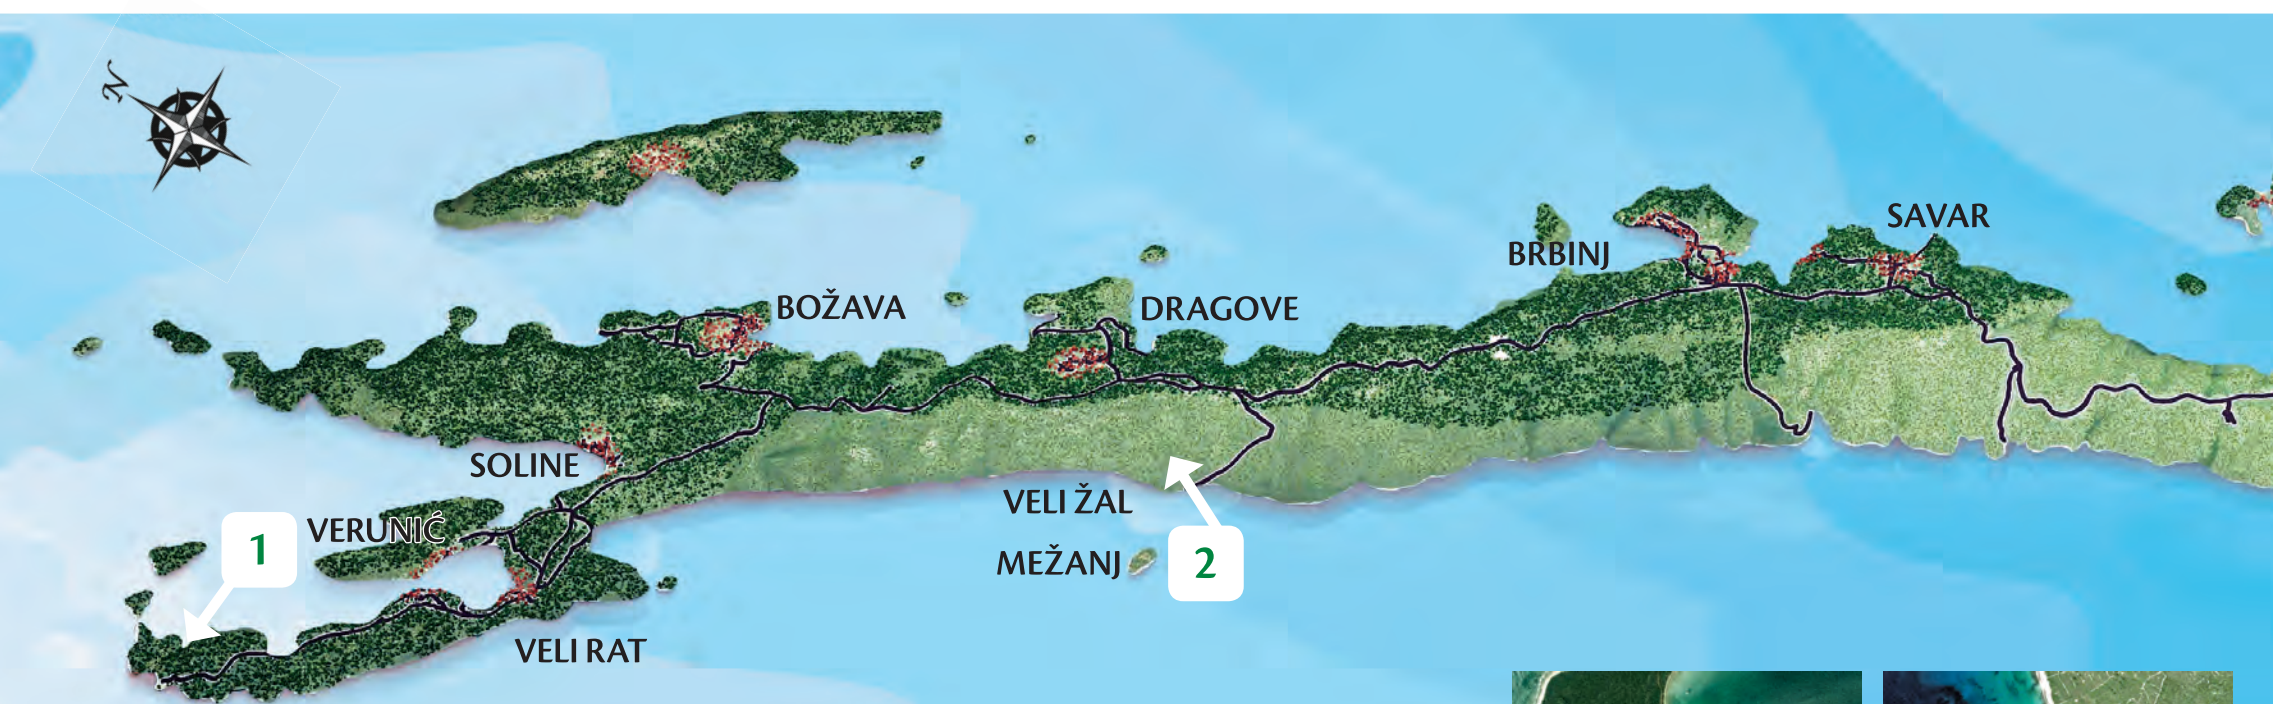 N
SAVAR
BRBINJ
BOŽAVA
DRAGOVE
SOLINE
VELI ŽAL
VERUNIĆ
1
MEŽANJ
2
VELI RAT